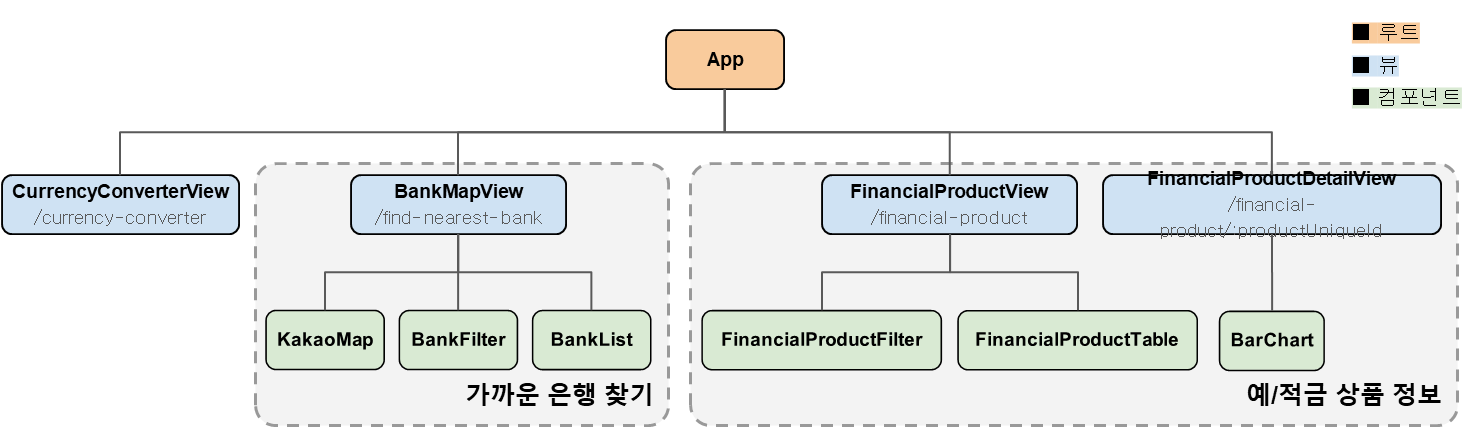 App
■ 루트
■ 뷰
■ 컴포넌트
CurrencyConverterView
/currency-converter
BankMapView
/find-nearest-bank
FinancialProductView
/financial-product
FinancialProductDetailView
/financial-
product/:productUniqueId
KakaoMap
BankFilter
BankList
FinancialProductFilter
FinancialProductTable
BarChart
가까운 은행 찾기
예/적금 상품 정보